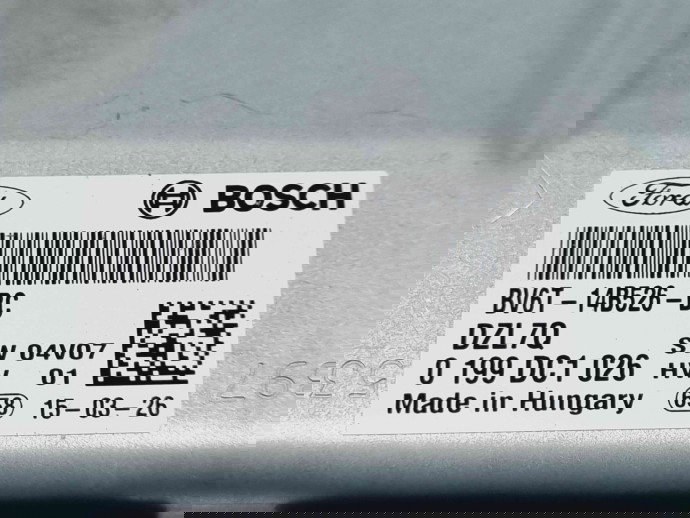 Ford BOSCH
BV6T-14B526-DC
DZL7Q SW 04V07
0 199 DC1 026 HW 01
Made in Hungary 638 15-03-26